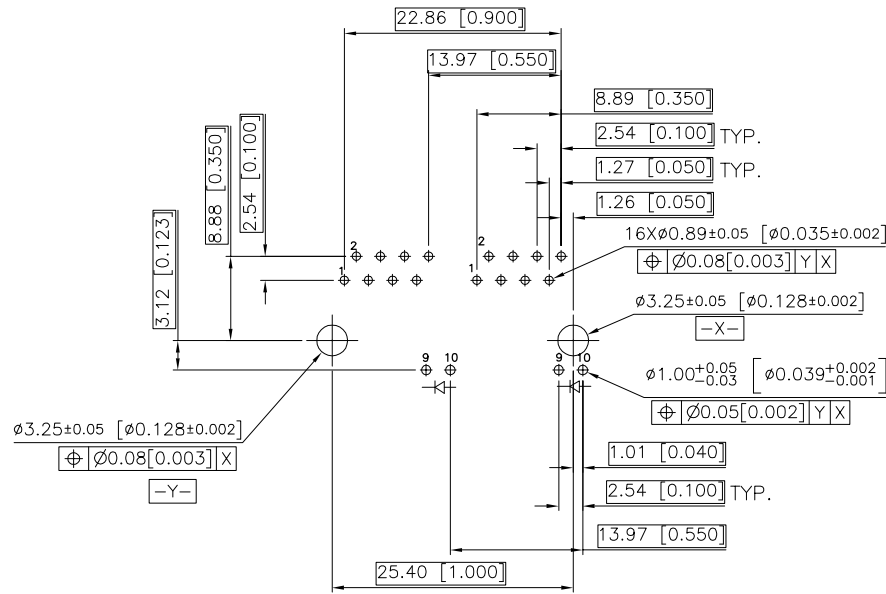 22.86 [0.900]
13.97 [0.550]
8.89 [0.350]
2.54 [0.100] TYP.
1.27 [0.050] TYP.
1.26 [0.050]
3.12 [0.123]
8.88 [0.350]
2.54 [0.100]
16XØ0.89±0.05 [Ø0.035±0.002]
⌖ Ø0.08[0.003] Y X
2
2
1
1
Ø3.25±0.05 [Ø0.128±0.002]
-X-
9 10
9 10
Ø1.00+0.05 -0.03 [Ø0.039+0.002 -0.001]
⌖ Ø0.05[0.002] Y X
Ø3.25±0.05 [Ø0.128±0.002]
⌖ Ø0.08[0.003] X
-Y-
1.01 [0.040]
2.54 [0.100] TYP.
13.97 [0.550]
25.40 [1.000]